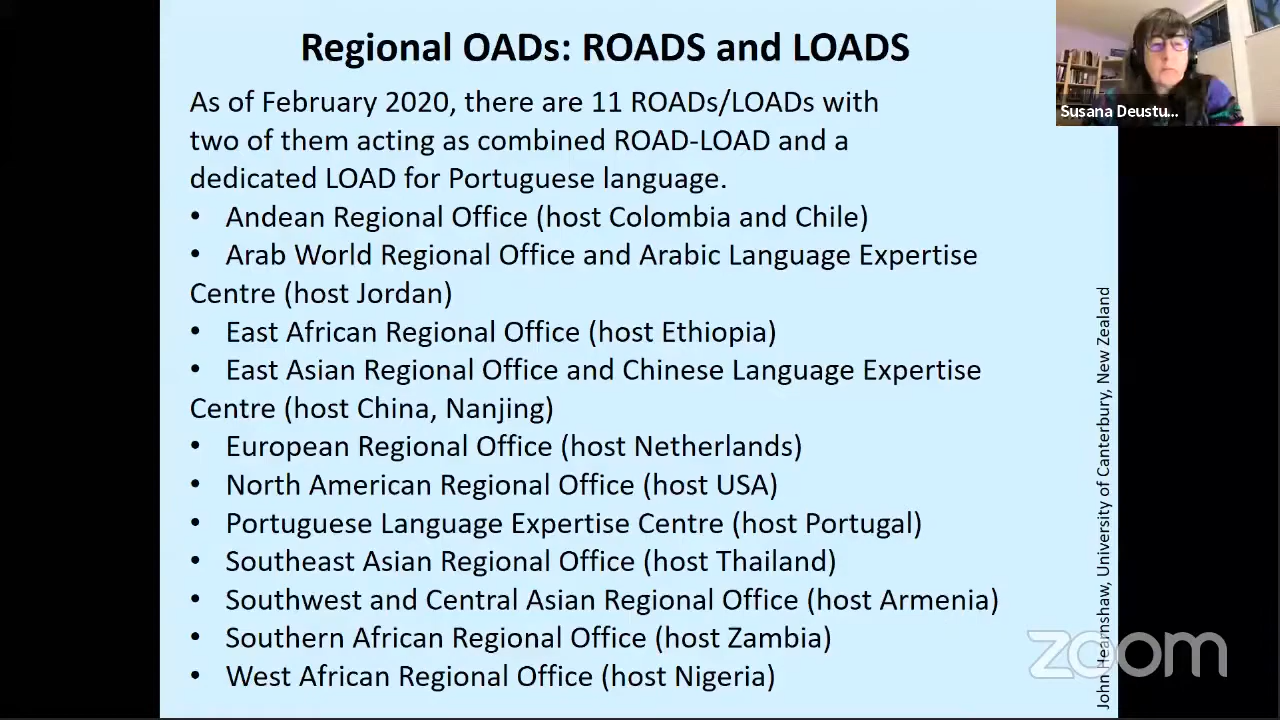 Regional OADs: ROADS and LOADS
As of February 2020, there are 11 ROADs/LOADs with
two of them acting as combined ROAD-LOAD and a
dedicated LOAD for Portuguese language.
• Andean Regional Office (host Colombia and Chile)
• Arab World Regional Office and Arabic Language Expertise
Centre (host Jordan)
• East African Regional Office (host Ethiopia)
• East Asian Regional Office and Chinese Language Expertise
Centre (host China, Nanjing)
• European Regional Office (host Netherlands)
• North American Regional Office (host USA)
• Portuguese Language Expertise Centre (host Portugal)
• Southeast Asian Regional Office (host Thailand)
• Southwest and Central Asian Regional Office (host Armenia)
• Southern African Regional Office (host Zambia)
• West African Regional Office (host Nigeria)
John Hearnshaw, University of Canterbury, New Zealand
Susana Deustu...
zoom